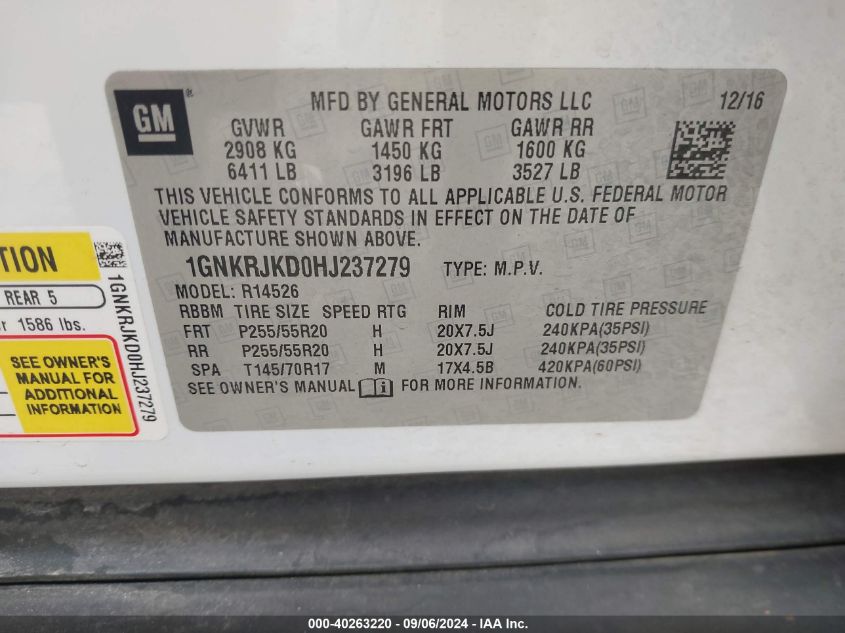 GM ®
MFD BY GENERAL MOTORS LLC 12/16
GVWR GAWR FRT GAWR RR
2908 KG 1450 KG 1600 KG
6411 LB 3196 LB 3527 LB
THIS VEHICLE CONFORMS TO ALL APPLICABLE U.S. FEDERAL MOTOR
VEHICLE SAFETY STANDARDS IN EFFECT ON THE DATE OF
MANUFACTURE SHOWN ABOVE.
1GNKRJKD0HJ237279 TYPE: M.P.V.
MODEL: R14526
RBBM TIRE SIZE SPEED RTG RIM COLD TIRE PRESSURE
FRT P255/55R20 H 20X7.5J 240KPA(35PSI)
RR P255/55R20 H 20X7.5J 240KPA(35PSI)
SPA T145/70R17 M 17X4.5B 420KPA(60PSI)
SEE OWNER'S MANUAL FOR MORE INFORMATION.
REAR 5
1586 lbs.
SEE OWNER'S
MANUAL FOR
ADDITIONAL
INFORMATION
1GNKRJKD0HJ237279
000-40263220 - 09/06/2024 - IAA Inc.